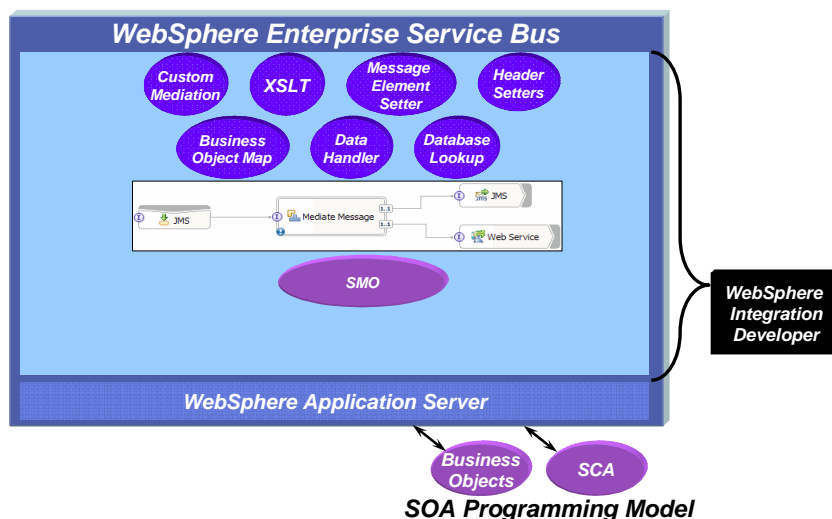 WebSphere Enterprise Service Bus
Custom
Mediation
XSLT
Message
Element
Setter
Header
Setters
Business
Object Map
Data
Handler
Database
Lookup
JMS
Mediate Message
1..1
1..1
JMS
Web Service
SMO
WebSphere
Integration
Developer
WebSphere Application Server
Business
Objects
SCA
SOA Programming Model